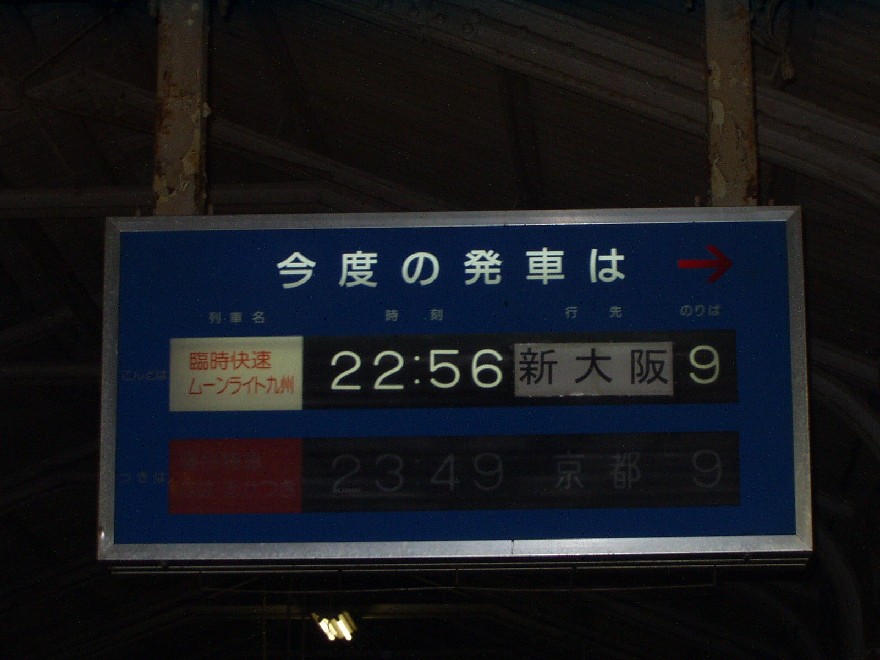 今度の発車は →
列車名 時刻 行先 のりば
こんどは 臨時快速 ムーンライト九州 22:56 新大阪 9
つぎは 23:49 京都 9